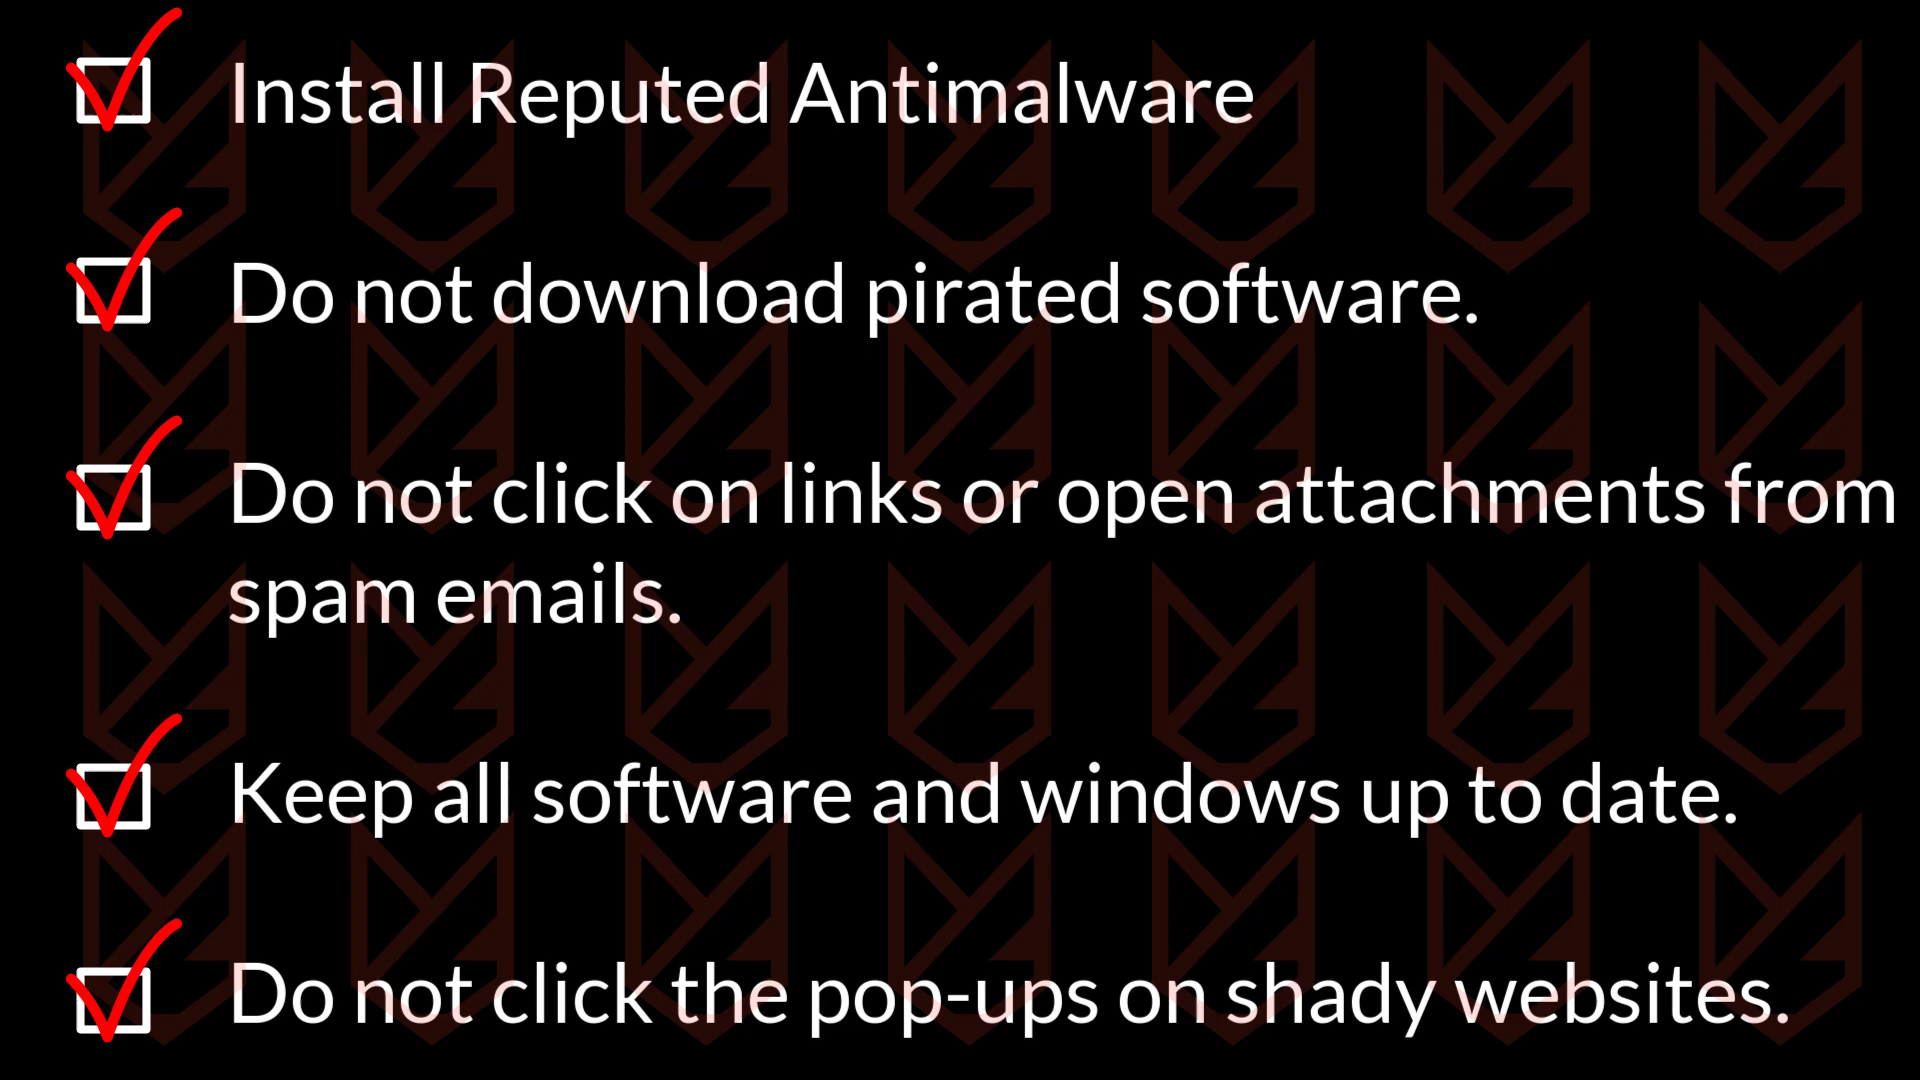 Install Reputed Antimalware
Do not download pirated software.
Do not click on links or open attachments from
spam emails.
Keep all software and windows up to date.
Do not click the pop-ups on shady websites.